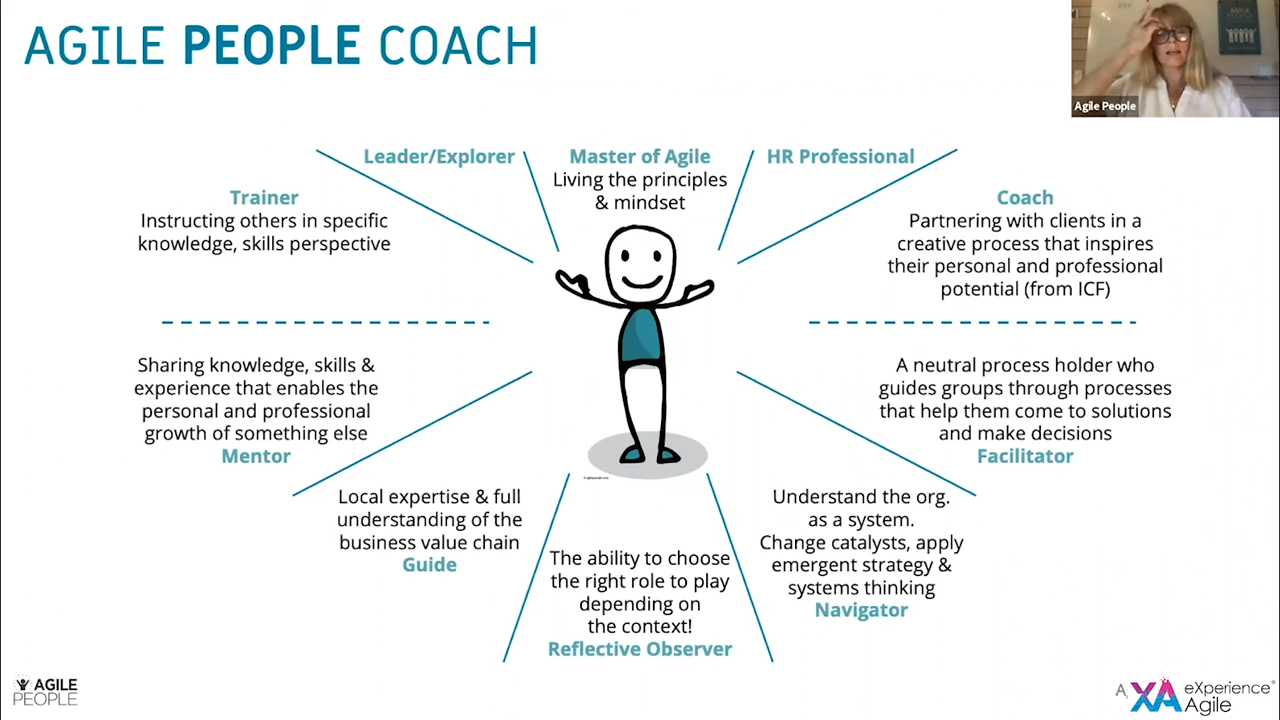 AGILE PEOPLE COACH
Agile People
Leader/Explorer
Master of Agile
Living the principles
& mindset
HR Professional
Trainer
Instructing others in specific
knowledge, skills perspective
Coach
Partnering with clients in a
creative process that inspires
their personal and professional
potential (from ICF)
Sharing knowledge, skills &
experience that enables the
personal and professional
growth of something else
Mentor
A neutral process holder who
guides groups through processes
that help them come to solutions
and make decisions
Facilitator
Local expertise & full
understanding of the
business value chain
Guide
The ability to choose
the right role to play
depending on
the context!
Reflective Observer
Understand the org.
as a system.
Change catalysts, apply
emergent strategy &
systems thinking
Navigator
AGILE
PEOPLE
A XA eXperience®
Agile